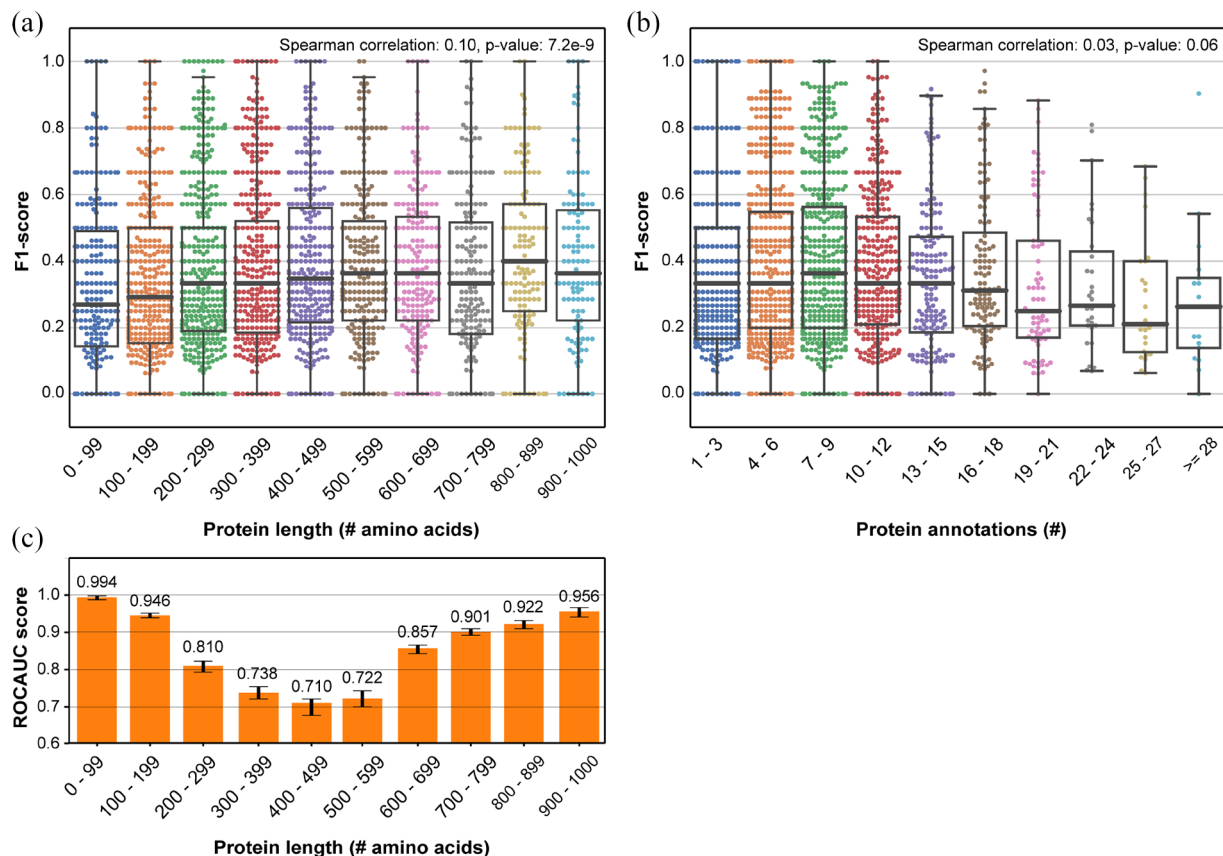 (a)
Spearman correlation: 0.10, p-value: 7.2e-9
F1-score
1.0
0.8
0.6
0.4
0.2
0.0
0 - 99
100 - 199
200 - 299
300 - 399
400 - 499
500 - 599
600 - 699
700 - 799
800 - 899
900 - 1000
Protein length (# amino acids)
(b)
Spearman correlation: 0.03, p-value: 0.06
F1-score
1.0
0.8
0.6
0.4
0.2
0.0
1 - 3
4 - 6
7 - 9
10 - 12
13 - 15
16 - 18
19 - 21
22 - 24
25 - 27
>= 28
Protein annotations (#)
(c)
ROCAUC score
1.0
0.9
0.8
0.7
0.6
0.994
0.946
0.810
0.738
0.710
0.722
0.857
0.901
0.922
0.956
0 - 99
100 - 199
200 - 299
300 - 399
400 - 499
500 - 599
600 - 699
700 - 799
800 - 899
900 - 1000
Protein length (# amino acids)